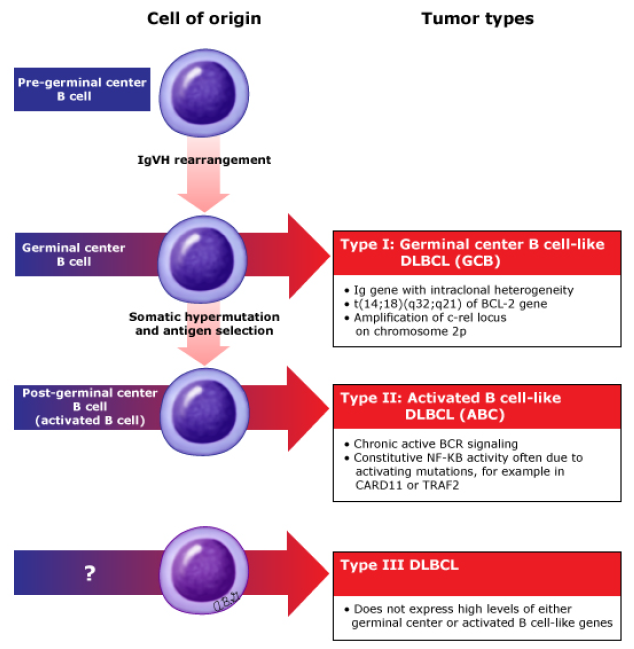 Cell of origin
Tumor types
Pre-germinal center
B cell
IgVH rearrangement
Germinal center
B cell
Type I: Germinal center B cell-like
DLBCL (GCB)
• Ig gene with intraclonal heterogeneity
• t(14;18)(q32;q21) of BCL-2 gene
• Amplification of c-rel locus
on chromosome 2p
Somatic hypermutation
and antigen selection
Post-germinal center
B cell
(activated B cell)
Type II: Activated B cell-like
DLBCL (ABC)
• Chronic active BCR signaling
• Constitutive NF-KB activity often due to
activating mutations, for example in
CARD11 or TRAF2
?
Type III DLBCL
• Does not express high levels of either
germinal center or activated B cell-like genes